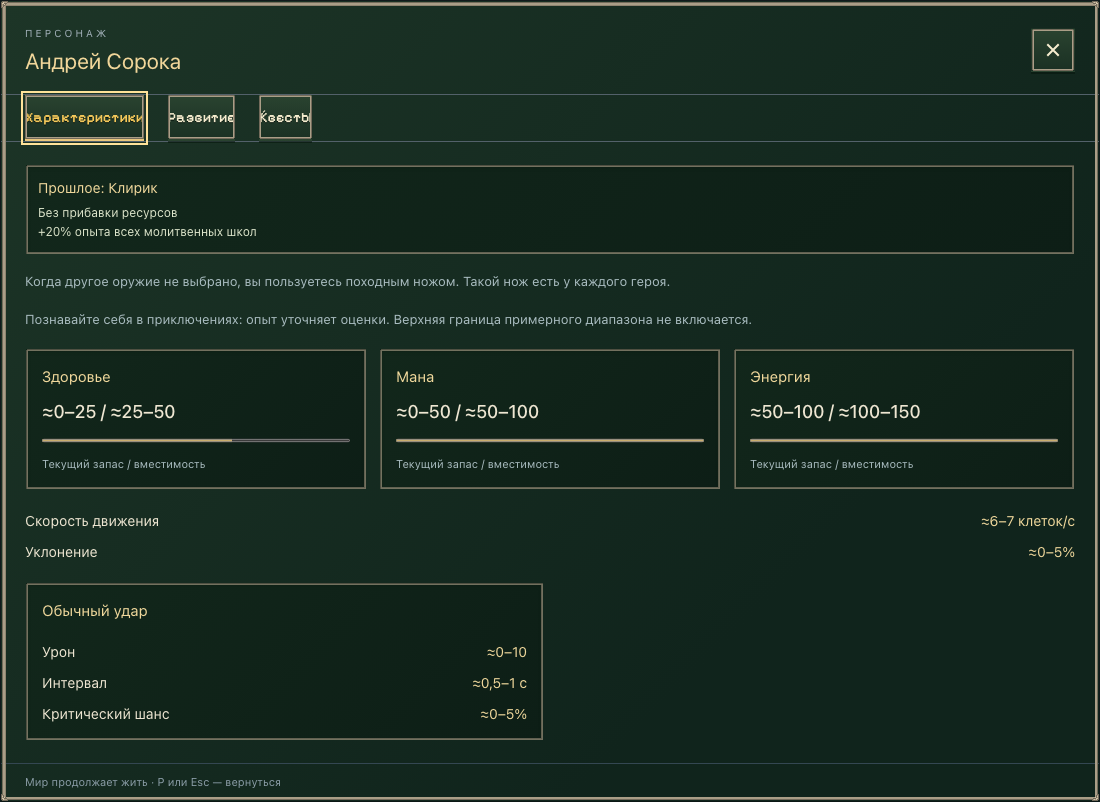 ПЕРСОНАЖ
Андрей Сорока
×
Характеристики Развитие Квесты
Прошлое: Клирик
Без прибавки ресурсов
+20% опыта всех молитвенных школ
Когда другое оружие не выбрано, вы пользуетесь походным ножом. Такой нож есть у каждого героя.
Познавайте себя в приключениях: опыт уточняет оценки. Верхняя граница примерного диапазона не включается.
Здоровье
≈0–25 / ≈25–50
Текущий запас / вместимость
Мана
≈0–50 / ≈50–100
Текущий запас / вместимость
Энергия
≈50–100 / ≈100–150
Текущий запас / вместимость
Скорость движения ≈6–7 клеток/с
Уклонение ≈0–5%
Обычный удар
Урон ≈0–10
Интервал ≈0,5–1 с
Критический шанс ≈0–5%
Мир продолжает жить · P или Esc — вернуться